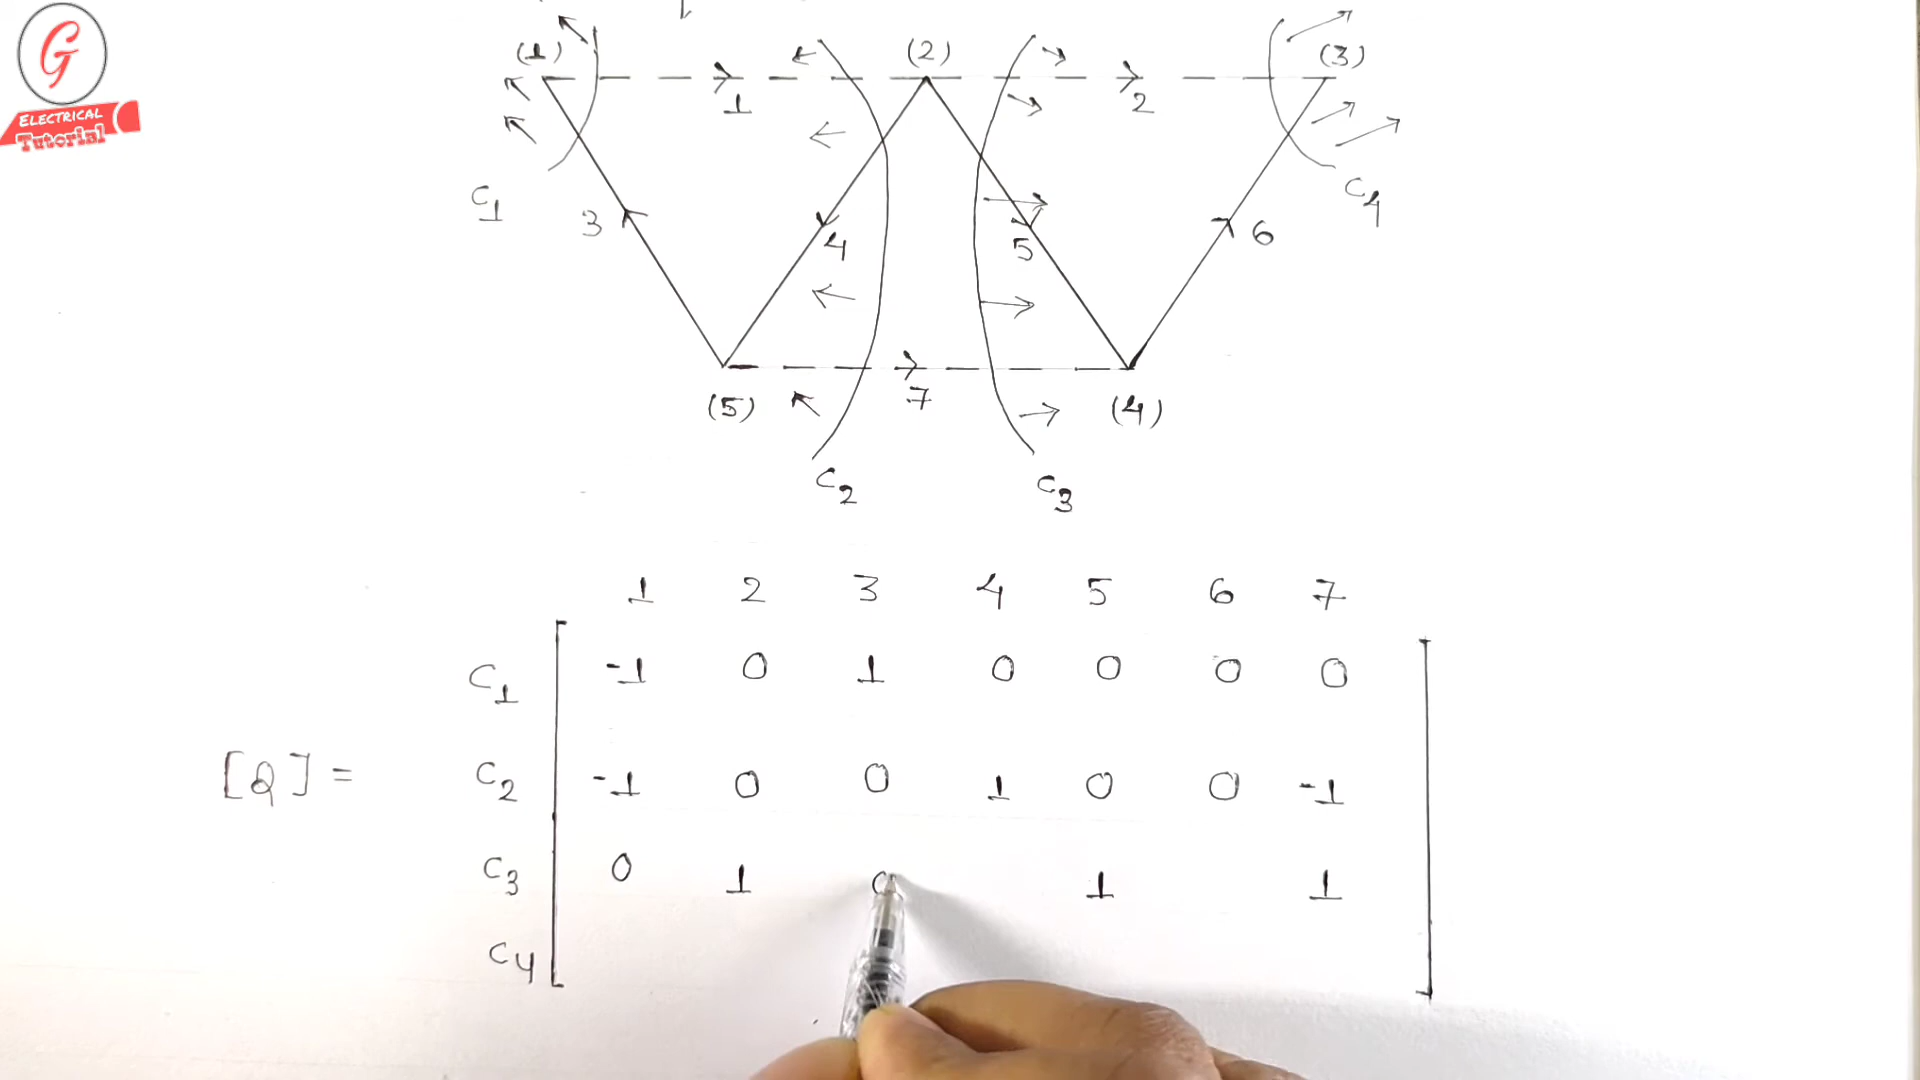 G
ELECTRICAL
Tutorial
(1) (2) (3)
1 2
C1 3 4 5 6 C4
(5) 7 (4)
C2 C3
1 2 3 4 5 6 7
C1 -1 0 1 0 0 0 0
[Q] = C2 -1 0 0 1 0 0 -1
C3 0 1 0 1 1
C4